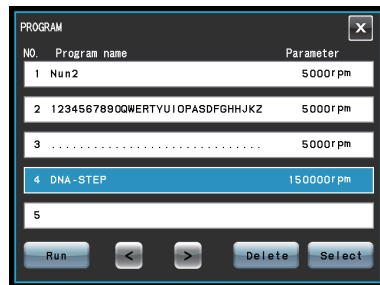 PROGRAM X
NO. Program name Parameter
1 Nun2 5000rpm
2 1234567890QWERTYUIOPASDFGHHJKZ 5000rpm
3 .............................. 5000rpm
4 DNA-STEP 150000rpm
5
Run < > Delete Select